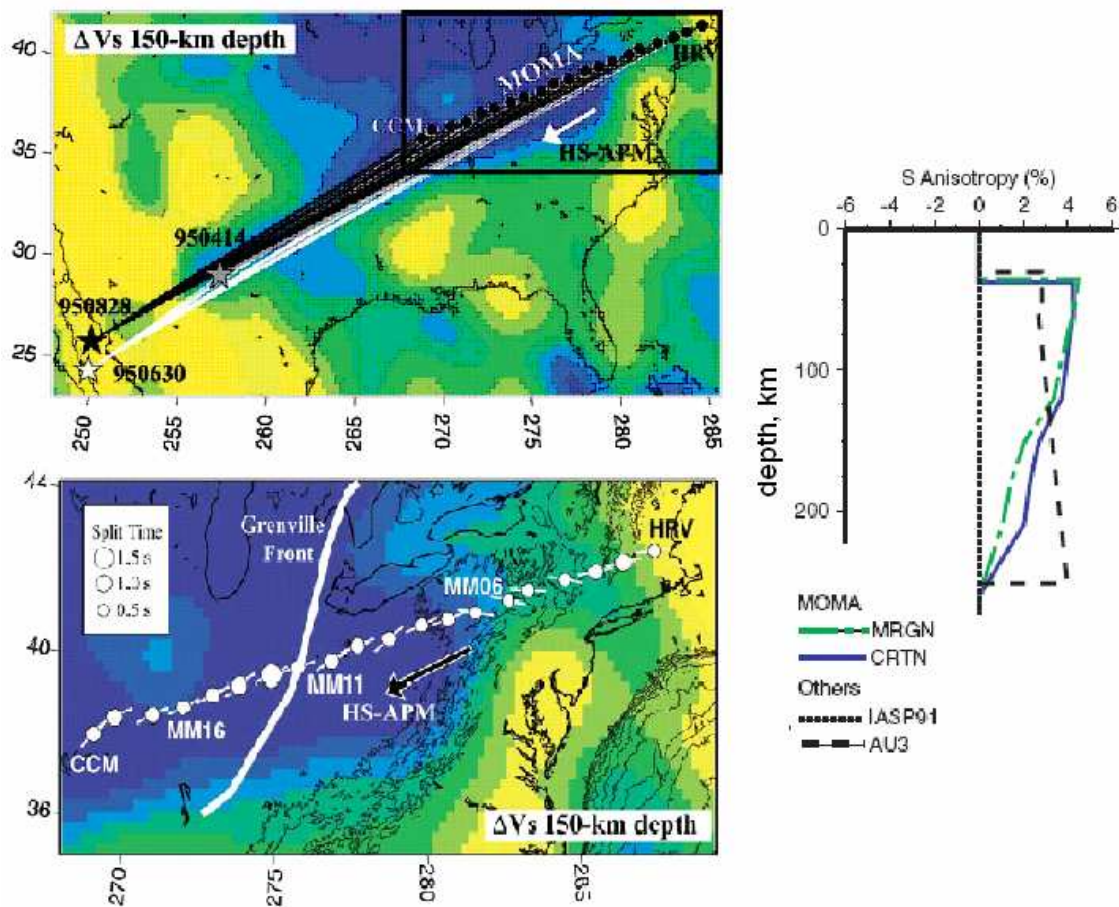 Δ Vs 150-km depth
MOMA
HRV
CCM
HS-APM
950414
950828
950630
40
35
30
25
250
255
260
265
270
275
280
285
44
40
36
Split Time
1.5 s
1.0 s
0.5 s
Grenville
Front
HRV
MM06
MM11
HS-APM
MM16
CCM
ΔVs 150-km depth
270
275
280
285
S Anisotropy (%)
-6 -4 -2 0 2 4 6
0
100
200
depth, km
MOMA
MRGN
CRTN
Others
IASP91
AU3